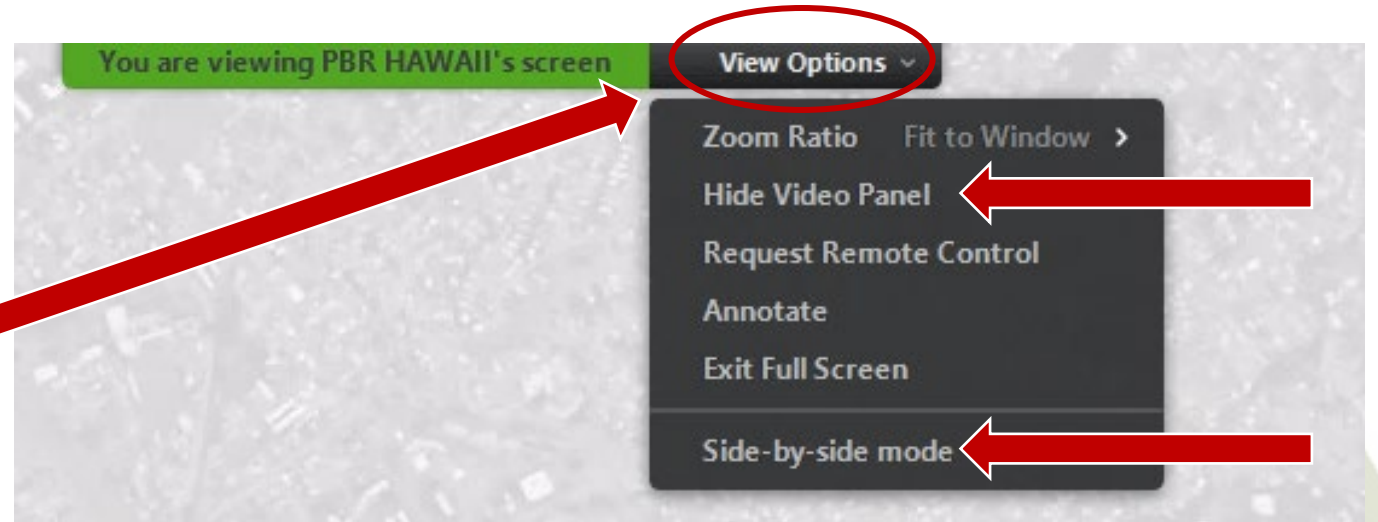 You are viewing PBR HAWAII's screen View Options
Zoom Ratio Fit to Window
Hide Video Panel
Request Remote Control
Annotate
Exit Full Screen
Side-by-side mode